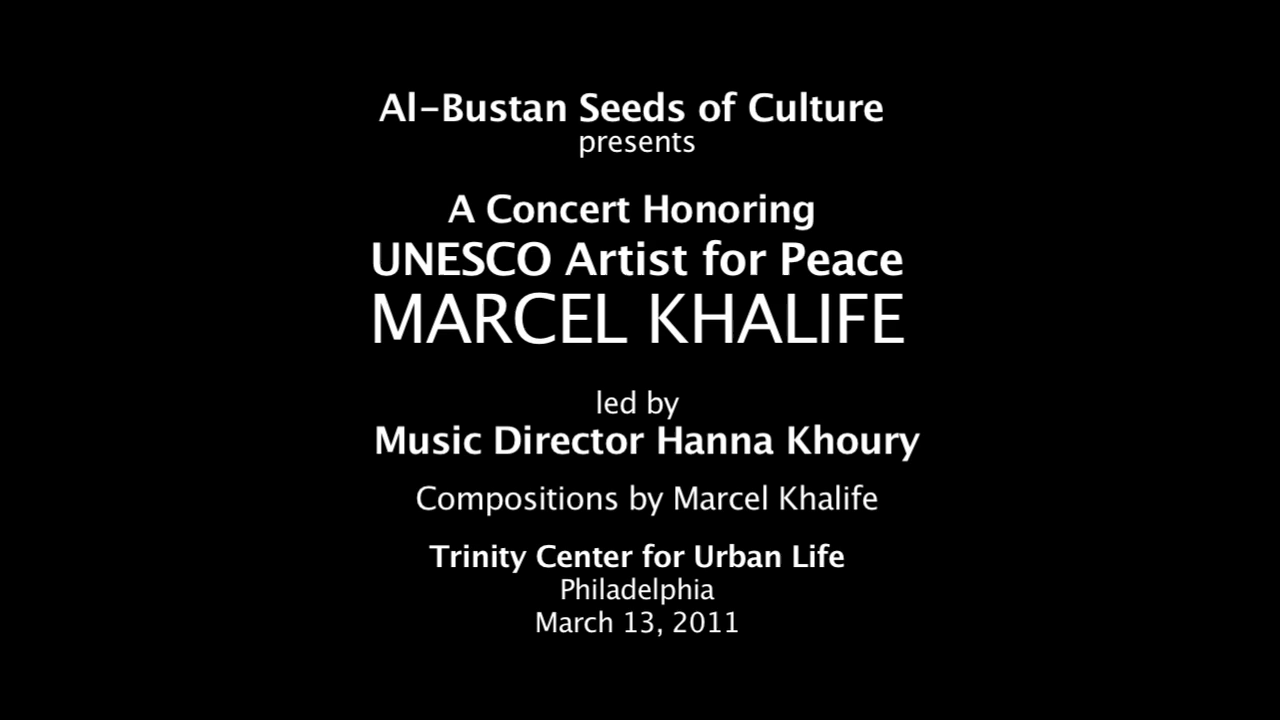 Al-Bustan Seeds of Culture
presents
A Concert Honoring
UNESCO Artist for Peace
MARCEL KHALIFE
led by
Music Director Hanna Khoury
Compositions by Marcel Khalife
Trinity Center for Urban Life
Philadelphia
March 13, 2011